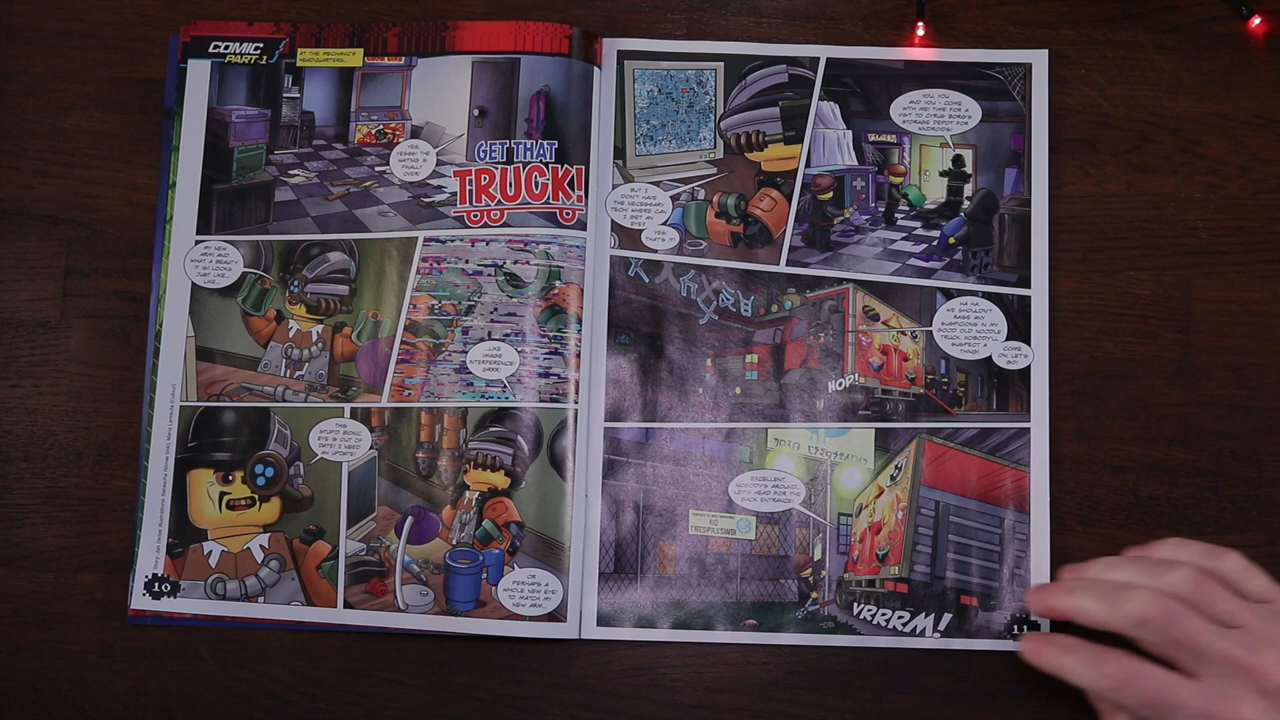 COMIC
PART 1
AT THE MECHANIC'S
HEADQUARTERS...
YES,
YESSS! THE
WAITING IS
FINALLY
OVER!
GET THAT
TRUCK!
MY NEW
ARM! AND
WHAT A BEAUTY
IT IS! LOOKS
JUST LIKE...
LIKE...
...LIKE
IMAGE
INTERFERENCE!
GRRR!
THIS
STUPID BIONIC
EYE IS OUT OF
DATE! I NEED
AN UPDATE!
OR
PERHAPS A
WHOLE NEW EYE!
TO MATCH MY
NEW ARM...
10
BUT I
DON'T HAVE
THE NECESSARY
TECH! WHERE CAN
I GET AN
EYE?
YES,
THAT'S IT!
YOU, YOU
AND YOU - COME
WITH ME! TIME FOR A
VISIT TO CYRUS BORG'S
STORAGE DEPOT FOR
NINDROIDS!
HA HA,
WE SHOULDN'T
RAISE ANY
SUSPICIONS IN MY
GOOD OLD NOODLE
TRUCK. NOBODY'LL
SUSPECT A
THING!
COME
ON, LET'S
GO!
HOP!
EXCELLENT,
NOBODY'S AROUND.
LET'S HEAD FOR THE
BACK ENTRANCE!
NO
TRESPASSING!
VRRRM!
11